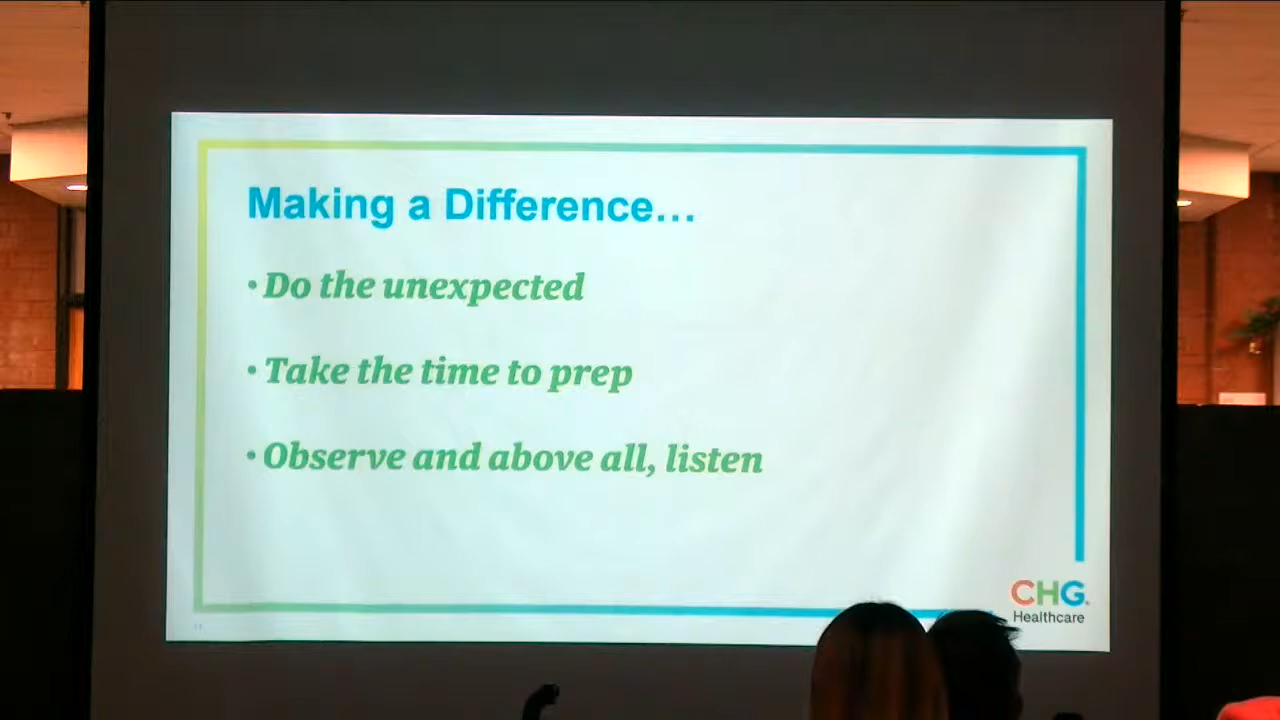 Making a Difference…
• Do the unexpected
• Take the time to prep
• Observe and above all, listen
CHG®
Healthcare